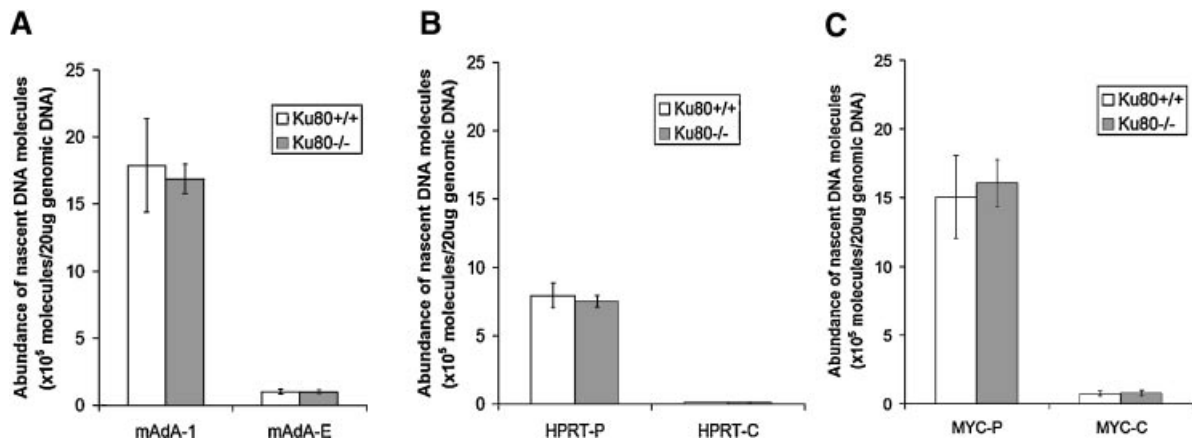 A
Abundance of nascent DNA molecules
(x10⁵ molecules/20ug genomic DNA)
25
20
15
10
5
0
Ku80+/+
Ku80-/-
mAdA-1
mAdA-E
B
Abundance of nascent DNA molecules
(x10⁵ molecules/20ug genomic DNA)
25
20
15
10
5
0
Ku80+/+
Ku80-/-
HPRT-P
HPRT-C
C
Abundance of nascent DNA molecules
(x10⁵ molecules/20ug genomic DNA)
25
20
15
10
5
0
Ku80+/+
Ku80-/-
MYC-P
MYC-C